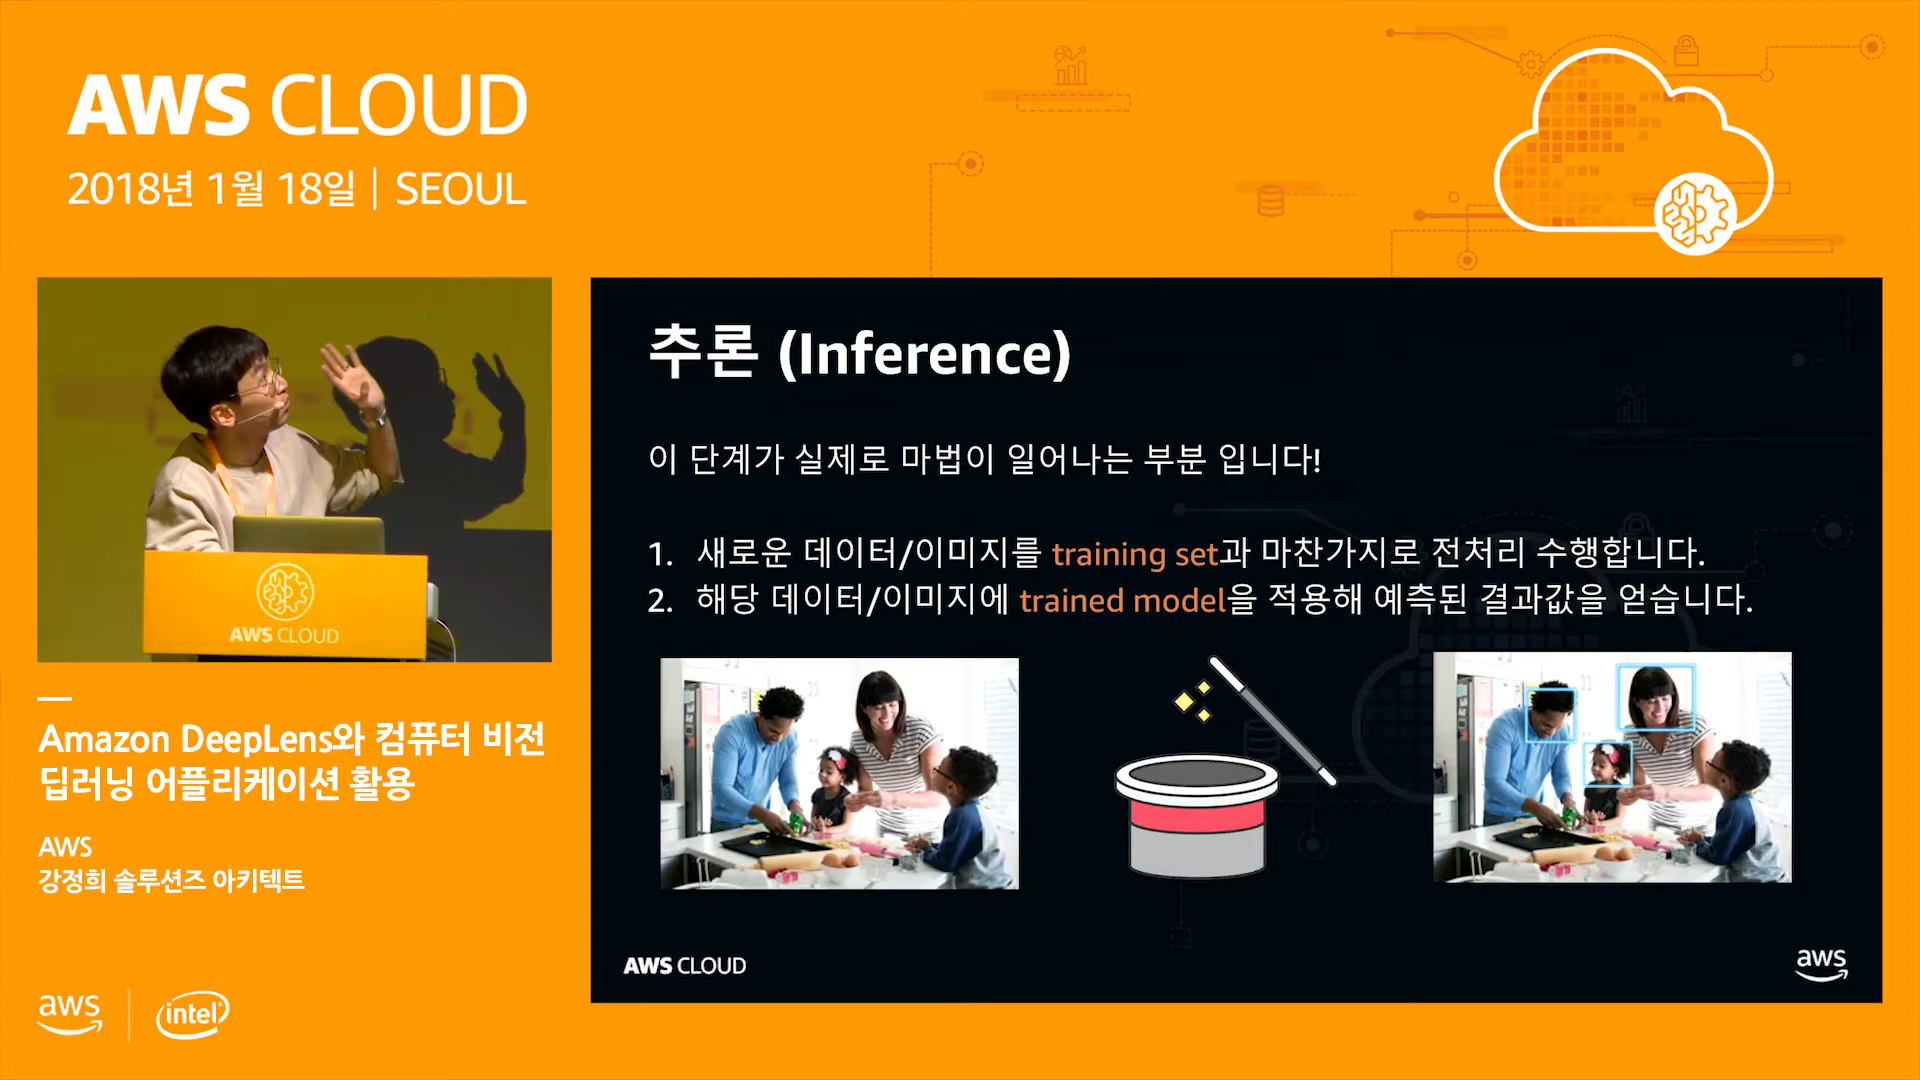 AWS CLOUD
2018년 1월 18일 | SEOUL
AWS CLOUD
Amazon DeepLens와 컴퓨터 비전
딥러닝 어플리케이션 활용
AWS
강정희 솔루션즈 아키텍트
aws
intel
추론 (Inference)
이 단계가 실제로 마법이 일어나는 부분 입니다!
1. 새로운 데이터/이미지를 training set과 마찬가지로 전처리 수행합니다.
2. 해당 데이터/이미지에 trained model을 적용해 예측된 결과값을 얻습니다.
AWS CLOUD
aws